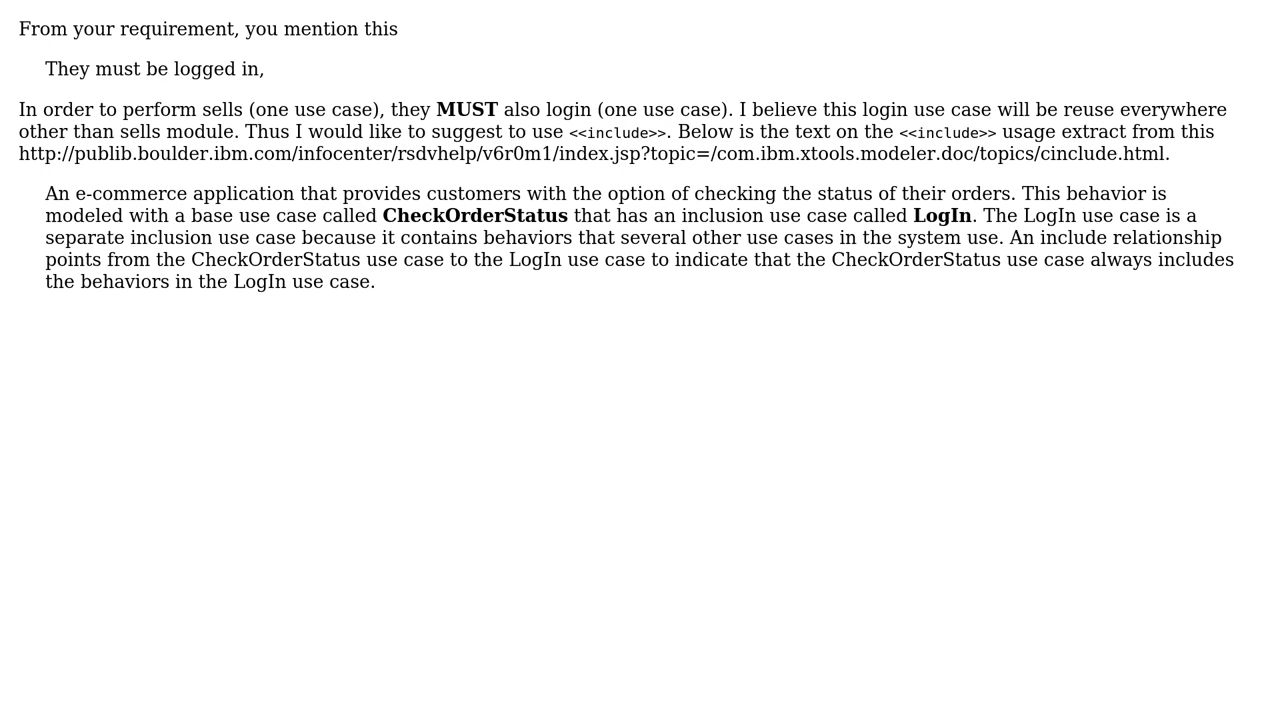 From your requirement, you mention this
They must be logged in,
In order to perform sells (one use case), they MUST also login (one use case). I believe this login use case will be reuse everywhere
other than sells module. Thus I would like to suggest to use <<include>>. Below is the text on the <<include>> usage extract from this
http://publib.boulder.ibm.com/infocenter/rsdvhelp/v6r0m1/index.jsp?topic=/com.ibm.xtools.modeler.doc/topics/cinclude.html.
An e-commerce application that provides customers with the option of checking the status of their orders. This behavior is
modeled with a base use case called CheckOrderStatus that has an inclusion use case called LogIn. The LogIn use case is a
separate inclusion use case because it contains behaviors that several other use cases in the system use. An include relationship
points from the CheckOrderStatus use case to the LogIn use case to indicate that the CheckOrderStatus use case always includes
the behaviors in the LogIn use case.